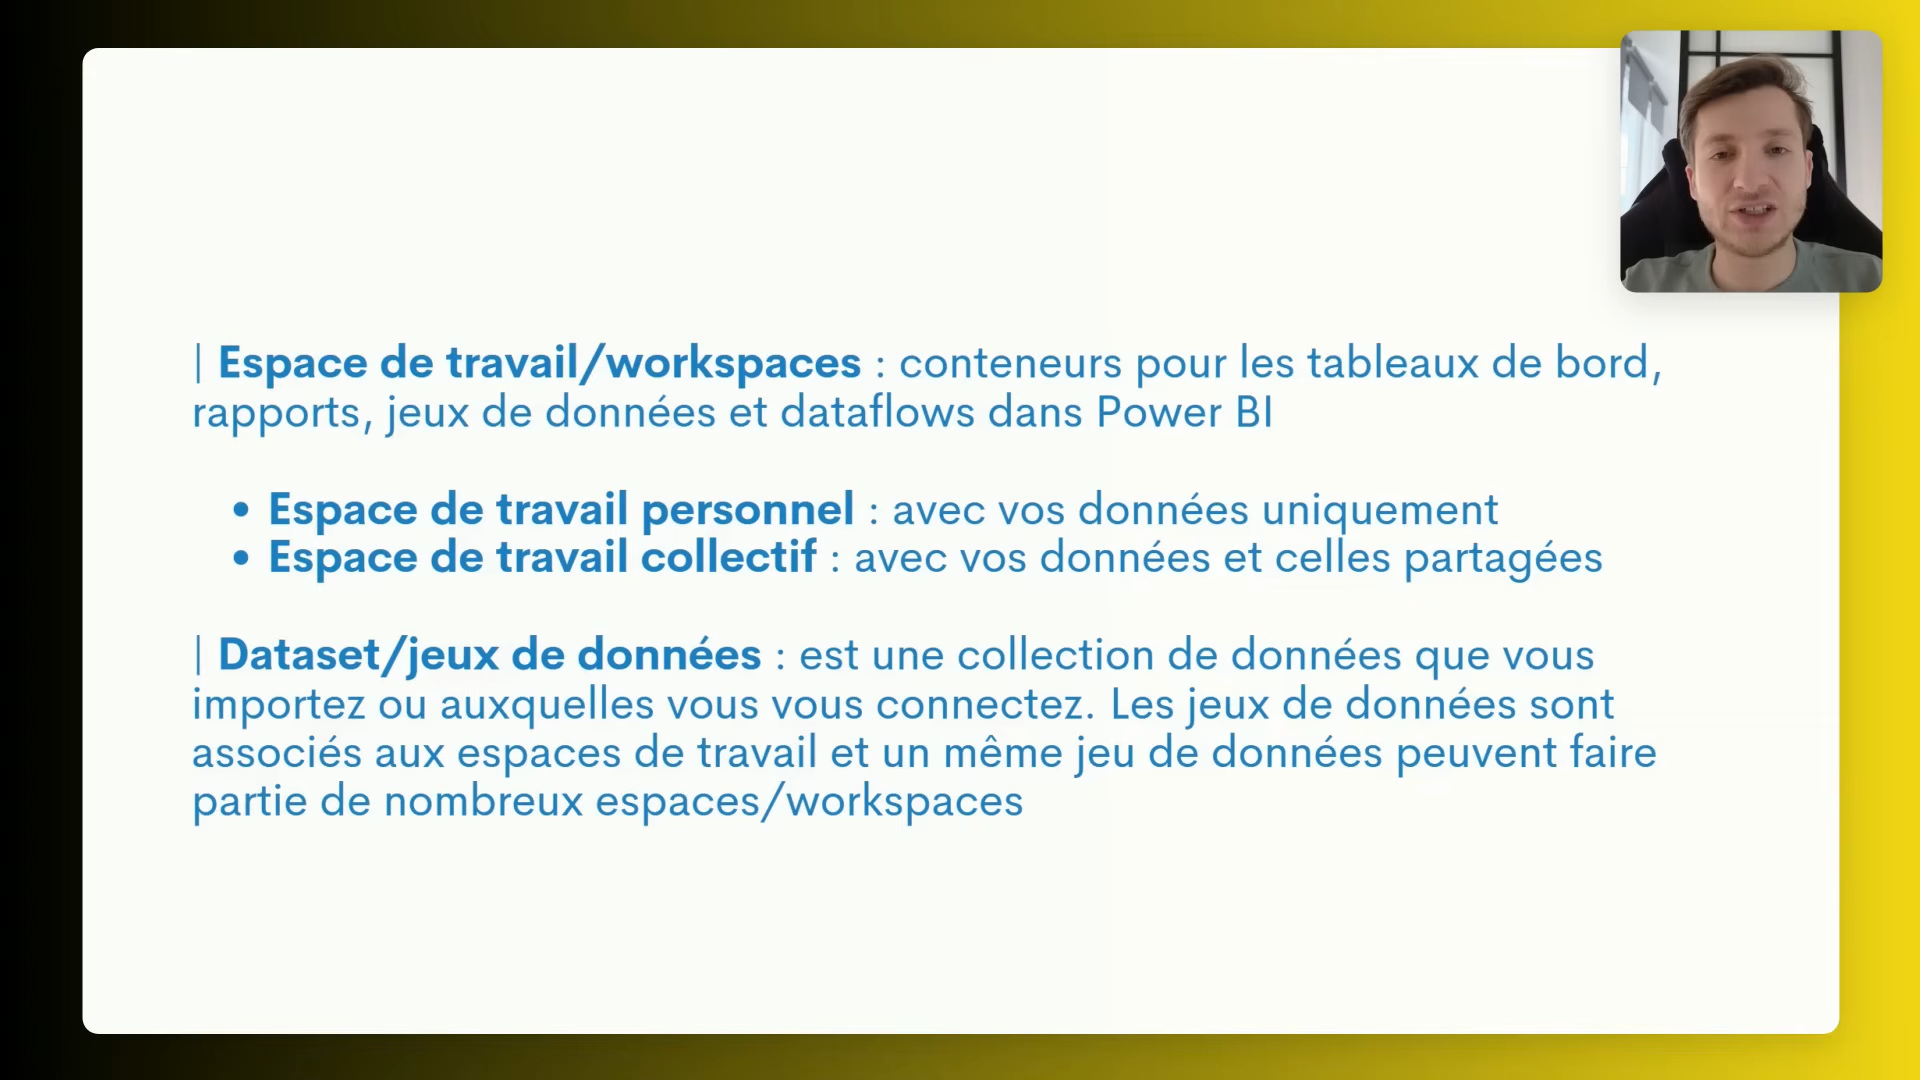 | Espace de travail/workspaces : conteneurs pour les tableaux de bord,
rapports, jeux de données et dataflows dans Power BI
• Espace de travail personnel : avec vos données uniquement
• Espace de travail collectif : avec vos données et celles partagées
| Dataset/jeux de données : est une collection de données que vous
importez ou auxquelles vous vous connectez. Les jeux de données sont
associés aux espaces de travail et un même jeu de données peuvent faire
partie de nombreux espaces/workspaces